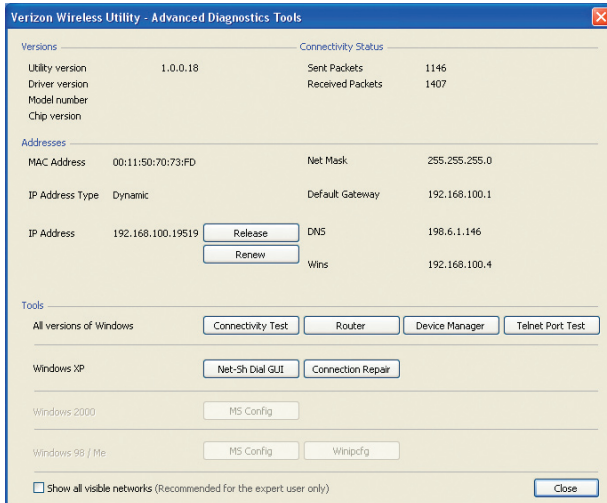 Verizon Wireless Utility - Advanced Diagnostics Tools
Versions
Connectivity Status
Utility version 1.0.0.18
Sent Packets 1146
Driver version
Received Packets 1407
Model number
Chip version
Addresses
MAC Address 00:11:50:70:73:FD
Net Mask 255.255.255.0
IP Address Type Dynamic
Default Gateway 192.168.100.1
IP Address 192.168.100.19519 Release
DNS 198.6.1.146
Renew
Wins 192.168.100.4
Tools
All versions of Windows Connectivity Test Router Device Manager Telnet Port Test
Windows XP Net-Sh Dial GUI Connection Repair
Windows 2000 MS Config
Windows 98 / Me MS Config Winipcfg
Show all visible networks (Recommended for the expert user only) Close